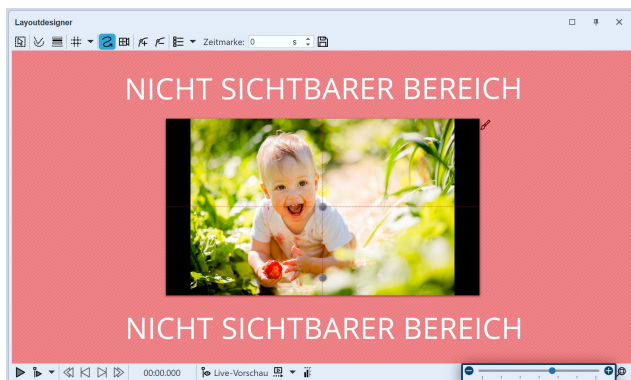 Layoutdesigner
Zeitmarke: 0 s
NICHT SICHTBARER BEREICH
NICHT SICHTBARER BEREICH
00:00.000 Live-Vorschau